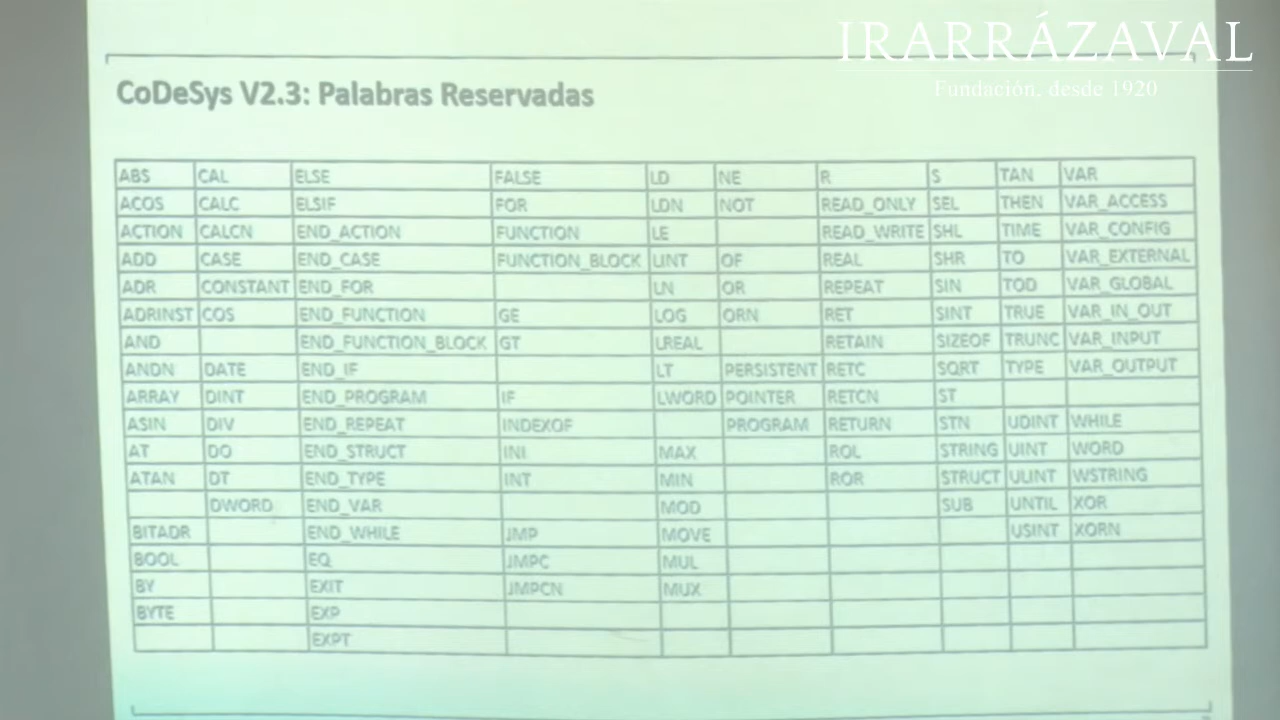 IRARRÁZAVAL
Fundación, desde 1920
CoDeSys V2.3: Palabras Reservadas
ABS CAL ELSE FALSE LD NE R S TAN VAR
ACOS CALC ELSIF FOR LDN NOT READ_ONLY SEL THEN VAR_ACCESS
ACTION CALCN END_ACTION FUNCTION LE READ_WRITE SHL TIME VAR_CONFIG
ADD CASE END_CASE FUNCTION_BLOCK LINT OF REAL SHR TO VAR_EXTERNAL
ADR CONSTANT END_FOR LN OR REPEAT SIN TOD VAR_GLOBAL
ADRINST COS END_FUNCTION GE LOG ORN RET SINT TRUE VAR_IN_OUT
AND END_FUNCTION_BLOCK GT LREAL RETAIN SIZEOF TRUNC VAR_INPUT
ANDN DATE END_IF LT PERSISTENT RETC SQRT TYPE VAR_OUTPUT
ARRAY DINT END_PROGRAM IF LWORD POINTER RETCN ST
ASIN DIV END_REPEAT INDEXOF PROGRAM RETURN STN UDINT WHILE
AT DO END_STRUCT INI MAX ROL STRING UINT WORD
ATAN DT END_TYPE INT MIN ROR STRUCT ULINT WSTRING
DWORD END_VAR MOD SUB UNTIL XOR
BITADR END_WHILE JMP MOVE USINT XORN
BOOL EQ JMPC MUL
BY EXIT JMPCN MUX
BYTE EXP
EXPT